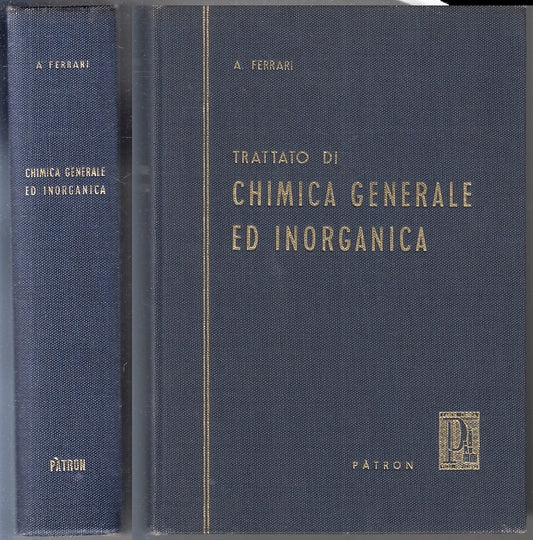 A. FERRARI
CHIMICA GENERALE
ED INORGANICA
PÀTRON
A. FERRARI
TRATTATO DI
CHIMICA GENERALE
ED INORGANICA
PÀTRON